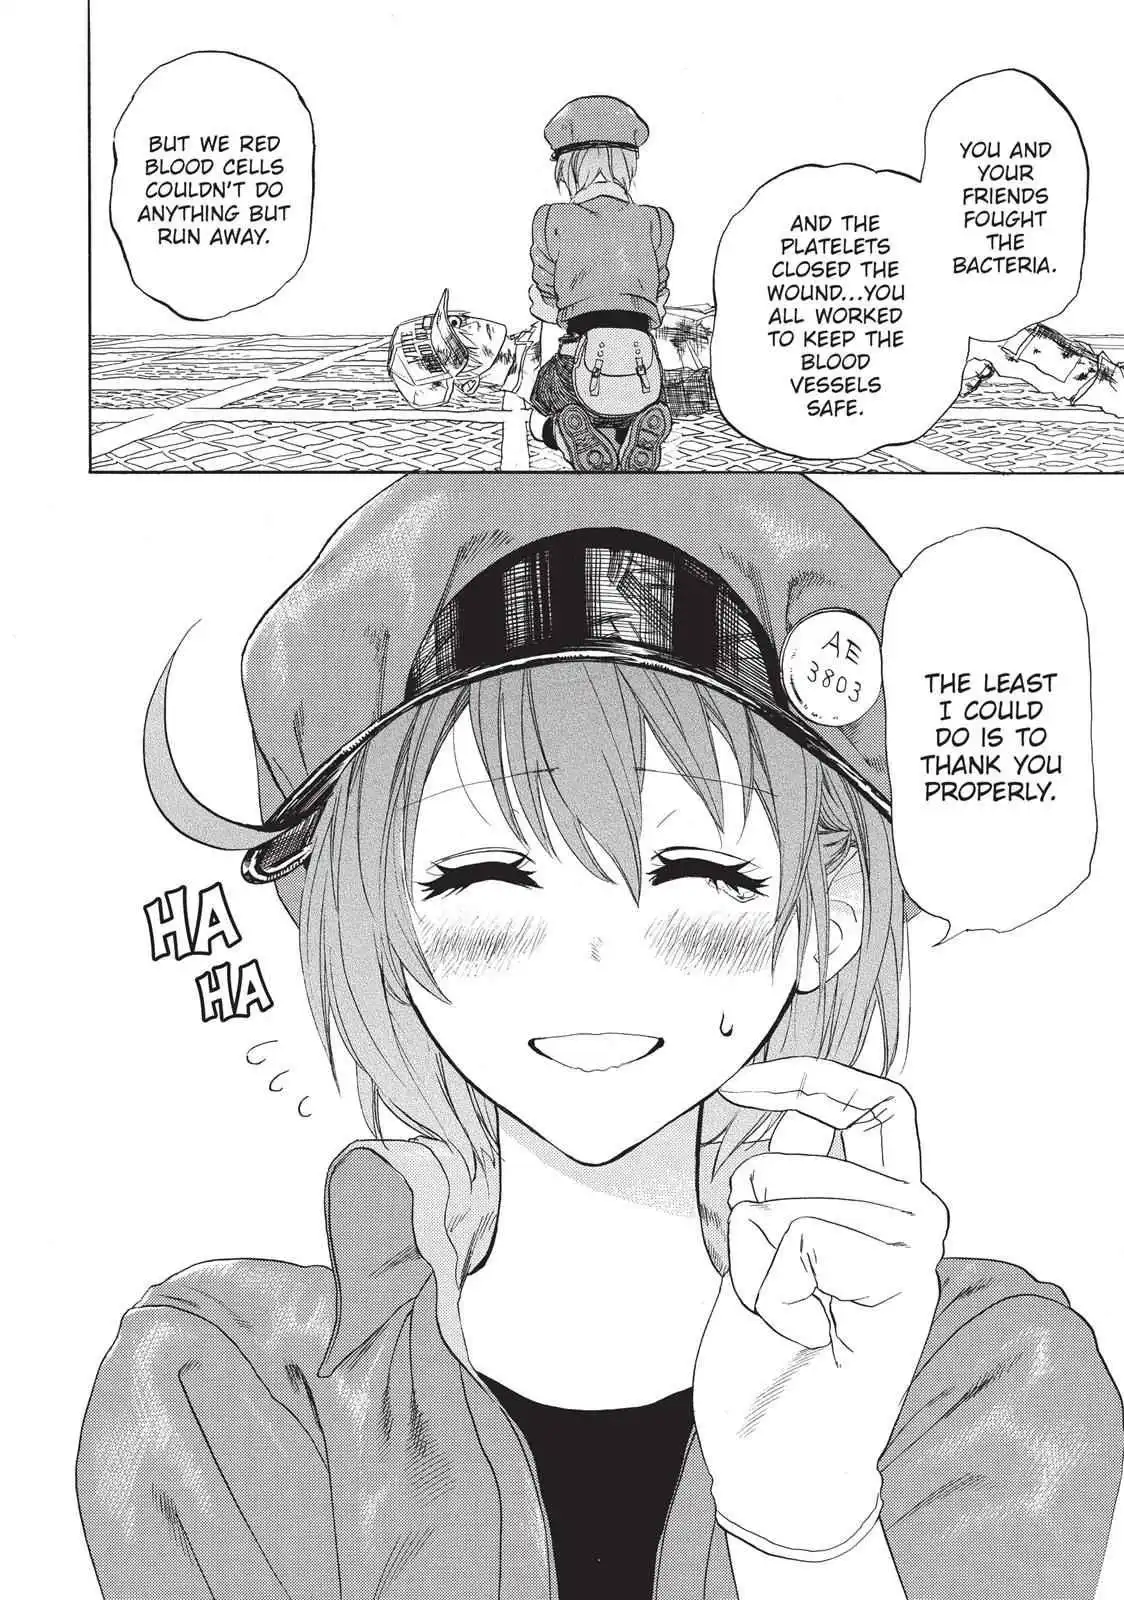 YOU AND
YOUR
FRIENDS
FOUGHT
THE
BACTERIA.
AND THE
PLATELETS
CLOSED THE
WOUND...YOU
ALL WORKED
TO KEEP THE
BLOOD
VESSELS
SAFE.
BUT WE RED
BLOOD CELLS
COULDN'T DO
ANYTHING BUT
RUN AWAY.
THE LEAST
I COULD
DO IS TO
THANK YOU
PROPERLY.
AE
3803
HA
HA